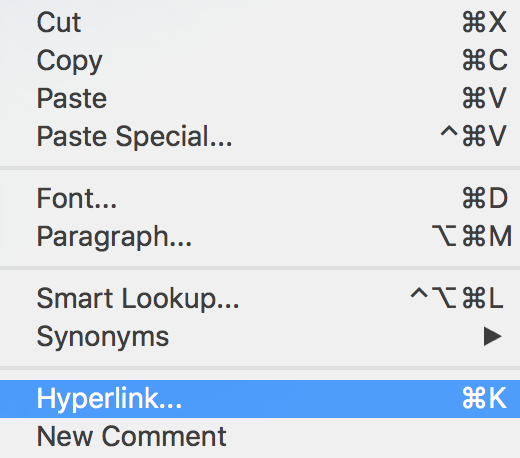 Cut ⌘X
Copy ⌘C
Paste ⌘V
Paste Special... ^⌘V
Font... ⌘D
Paragraph... ⌥⌘M
Smart Lookup... ^⌥⌘L
Synonyms ▶
Hyperlink... ⌘K
New Comment